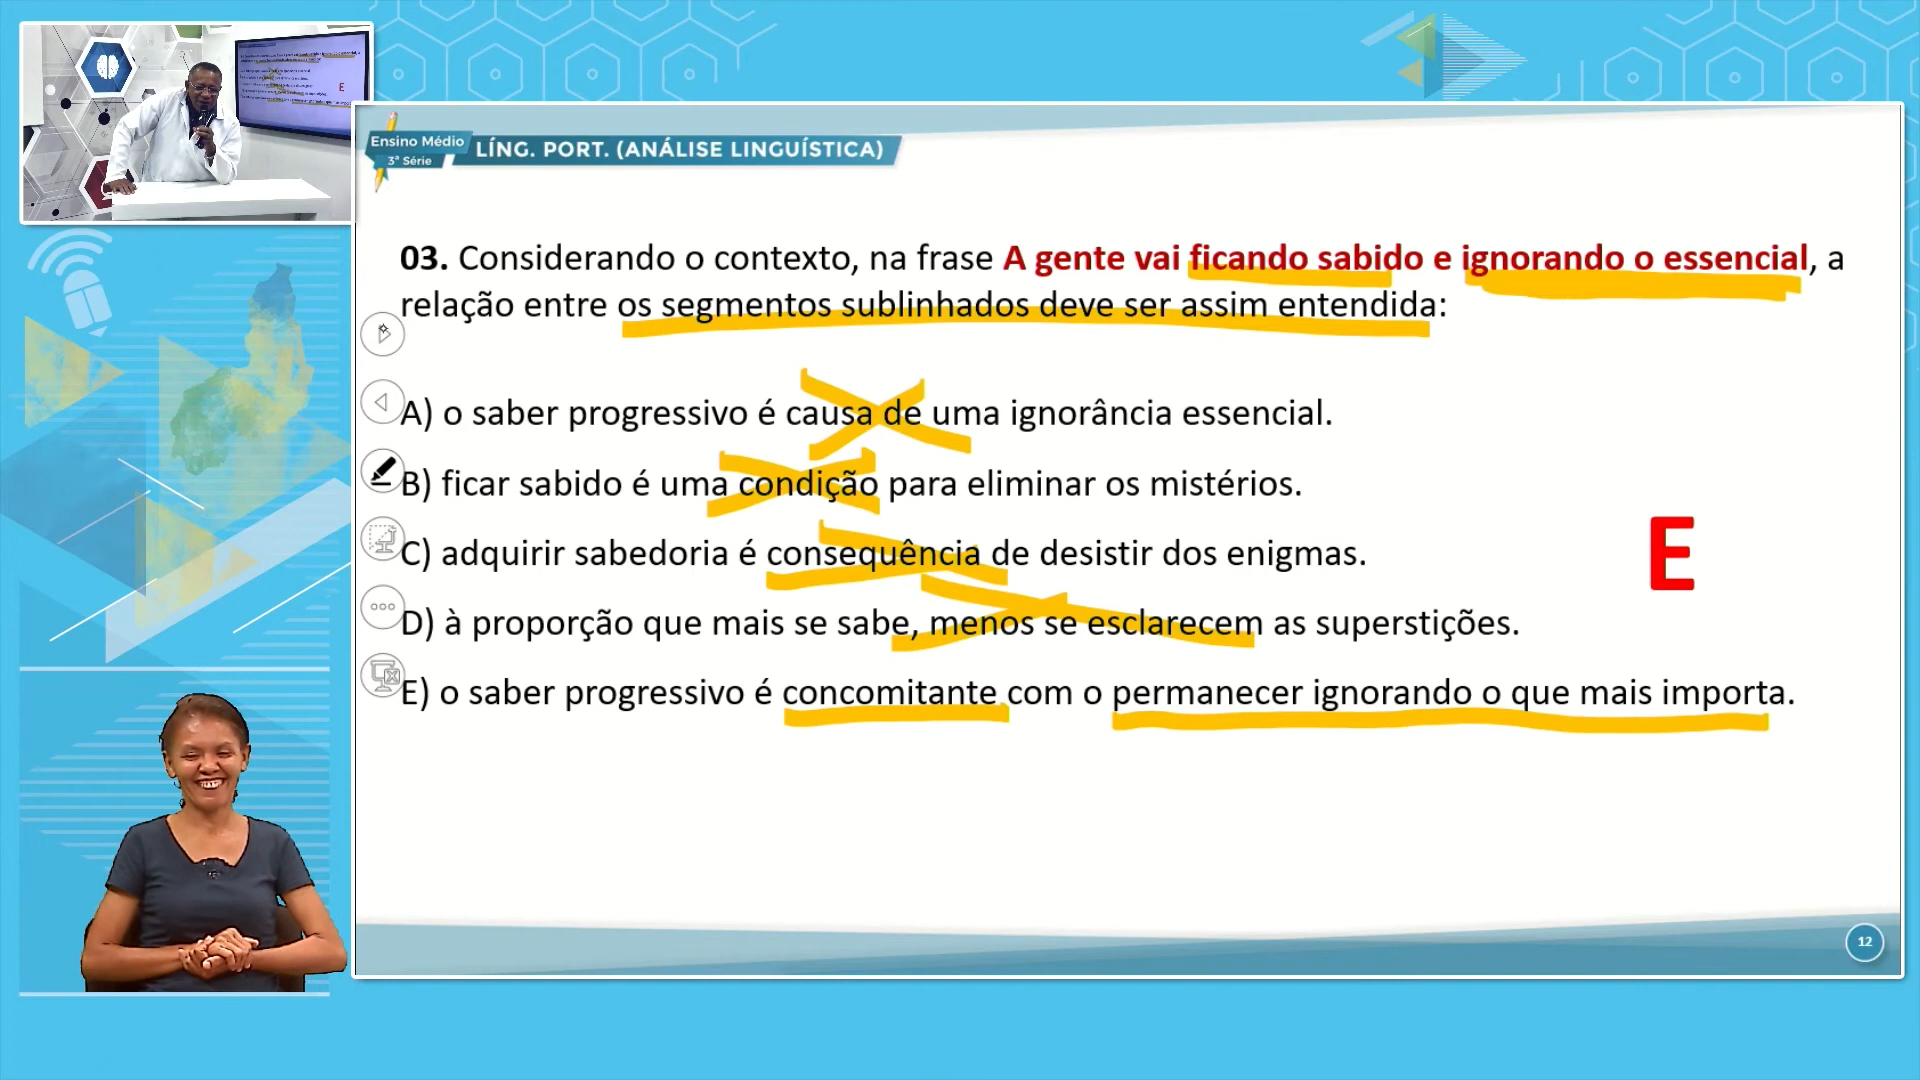 Ensino Médio
3ª Série
LÍNG. PORT. (ANÁLISE LINGUÍSTICA)
03. Considerando o contexto, na frase A gente vai ficando sabido e ignorando o essencial, a
relação entre os segmentos sublinhados deve ser assim entendida:
A) o saber progressivo é causa de uma ignorância essencial.
B) ficar sabido é uma condição para eliminar os mistérios.
C) adquirir sabedoria é consequência de desistir dos enigmas.
D) à proporção que mais se sabe, menos se esclarecem as superstições.
E) o saber progressivo é concomitante com o permanecer ignorando o que mais importa.
E
12